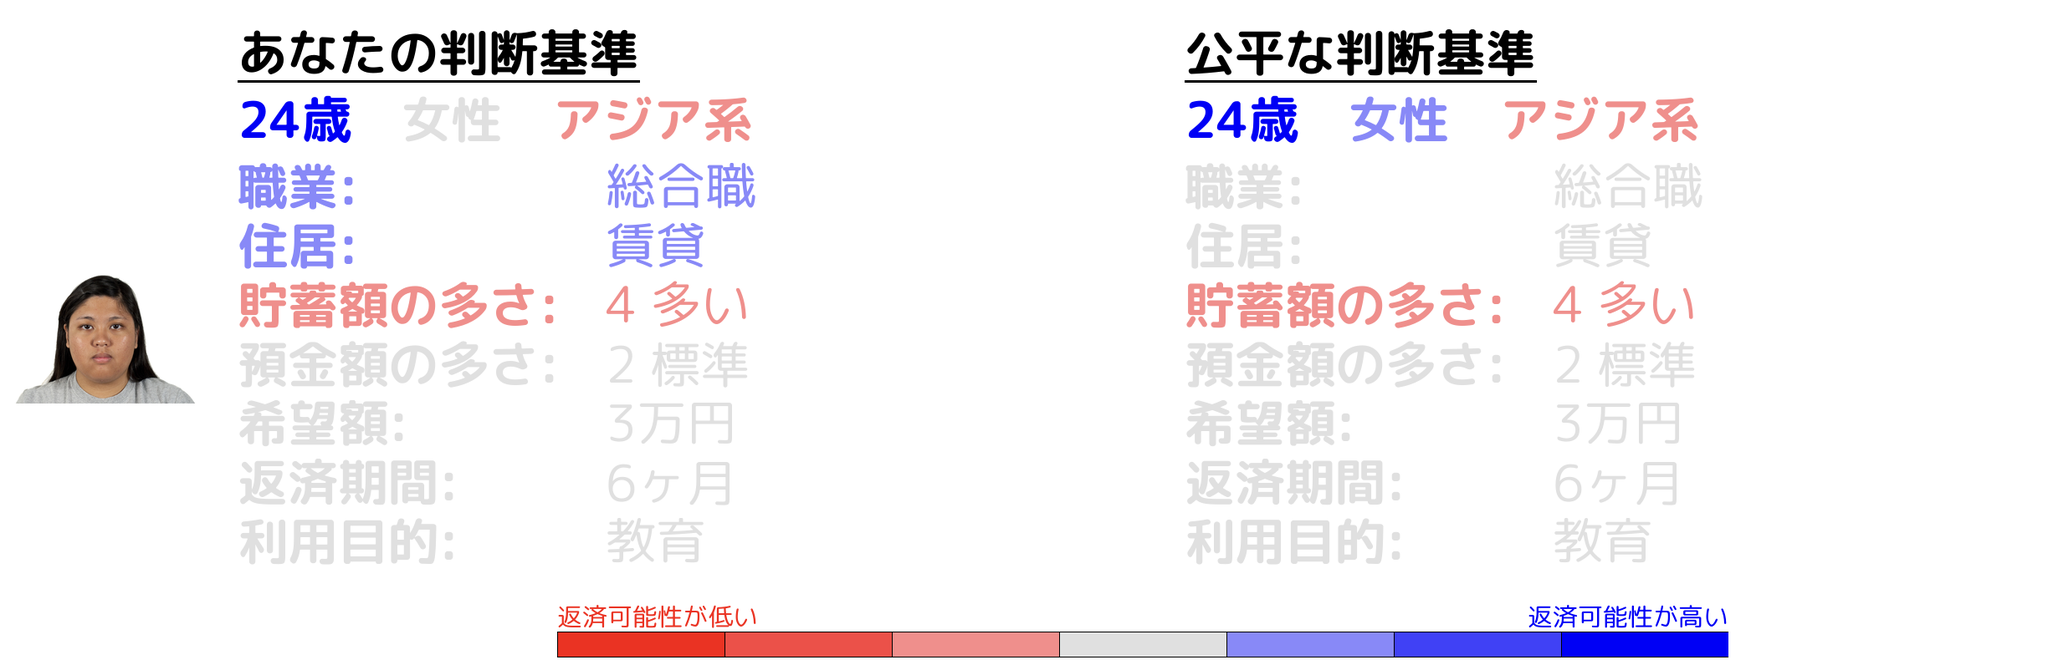 あなたの判断基準
24歳 女性 アジア系
職業: 総合職
住居: 賃貸
貯蓄額の多さ: 4 多い
預金額の多さ: 2 標準
希望額: 3万円
返済期間: 6ヶ月
利用目的: 教育
公平な判断基準
24歳 女性 アジア系
職業: 総合職
住居: 賃貸
貯蓄額の多さ: 4 多い
預金額の多さ: 2 標準
希望額: 3万円
返済期間: 6ヶ月
利用目的: 教育
返済可能性が低い
返済可能性が高い